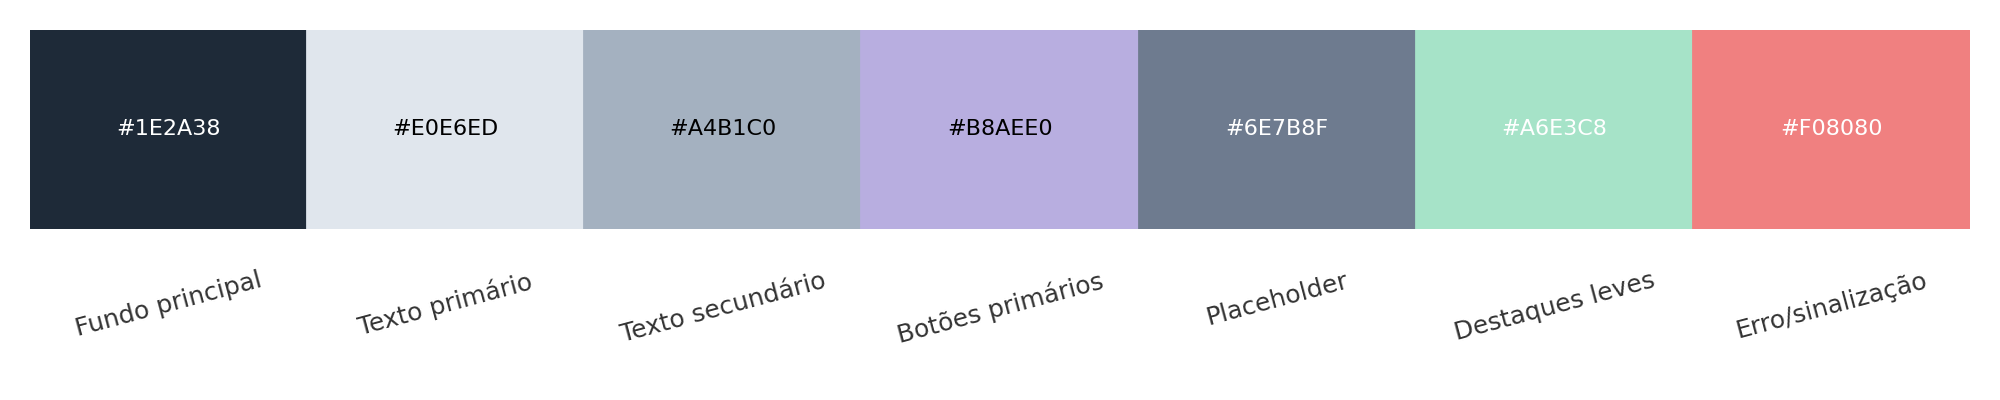 #1E2A38
#E0E6ED
#A4B1C0
#B8AEE0
#6E7B8F
#A6E3C8
#F08080
Fundo principal
Texto primário
Texto secundário
Botões primários
Placeholder
Destaques leves
Erro/sinalização